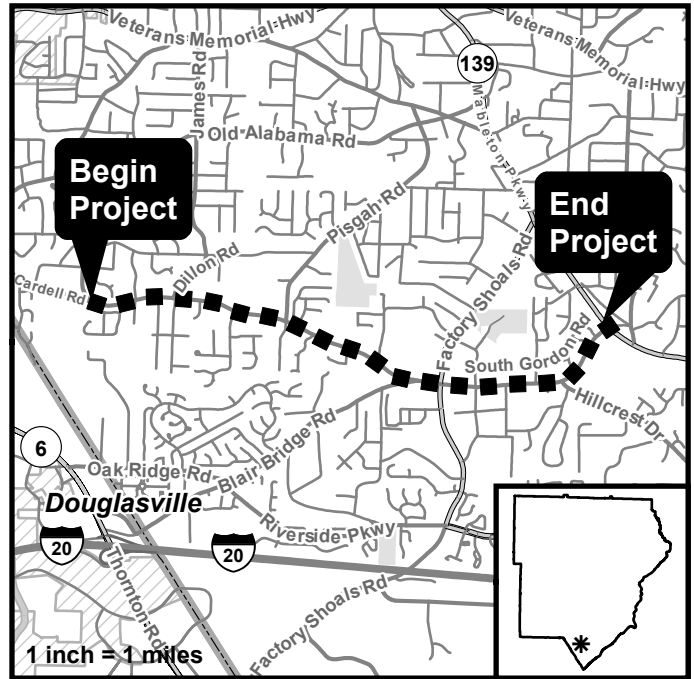 Veterans Memorial Hwy
Veterans Memorial Hwy
139
James Rd
Mableton Pkwy
Old Alabama Rd
Begin
Project
End
Project
Pisgah Rd
Dillon Rd
Factory Shoals Rd
Cardell Rd
South Gordon Rd
Hillcrest Dr
Blair Bridge Rd
6
Oak Ridge Rd
Douglasville
Riverside Pkwy
20
20
Thornton Rd
Factory Shoals Rd
1 inch = 1 miles